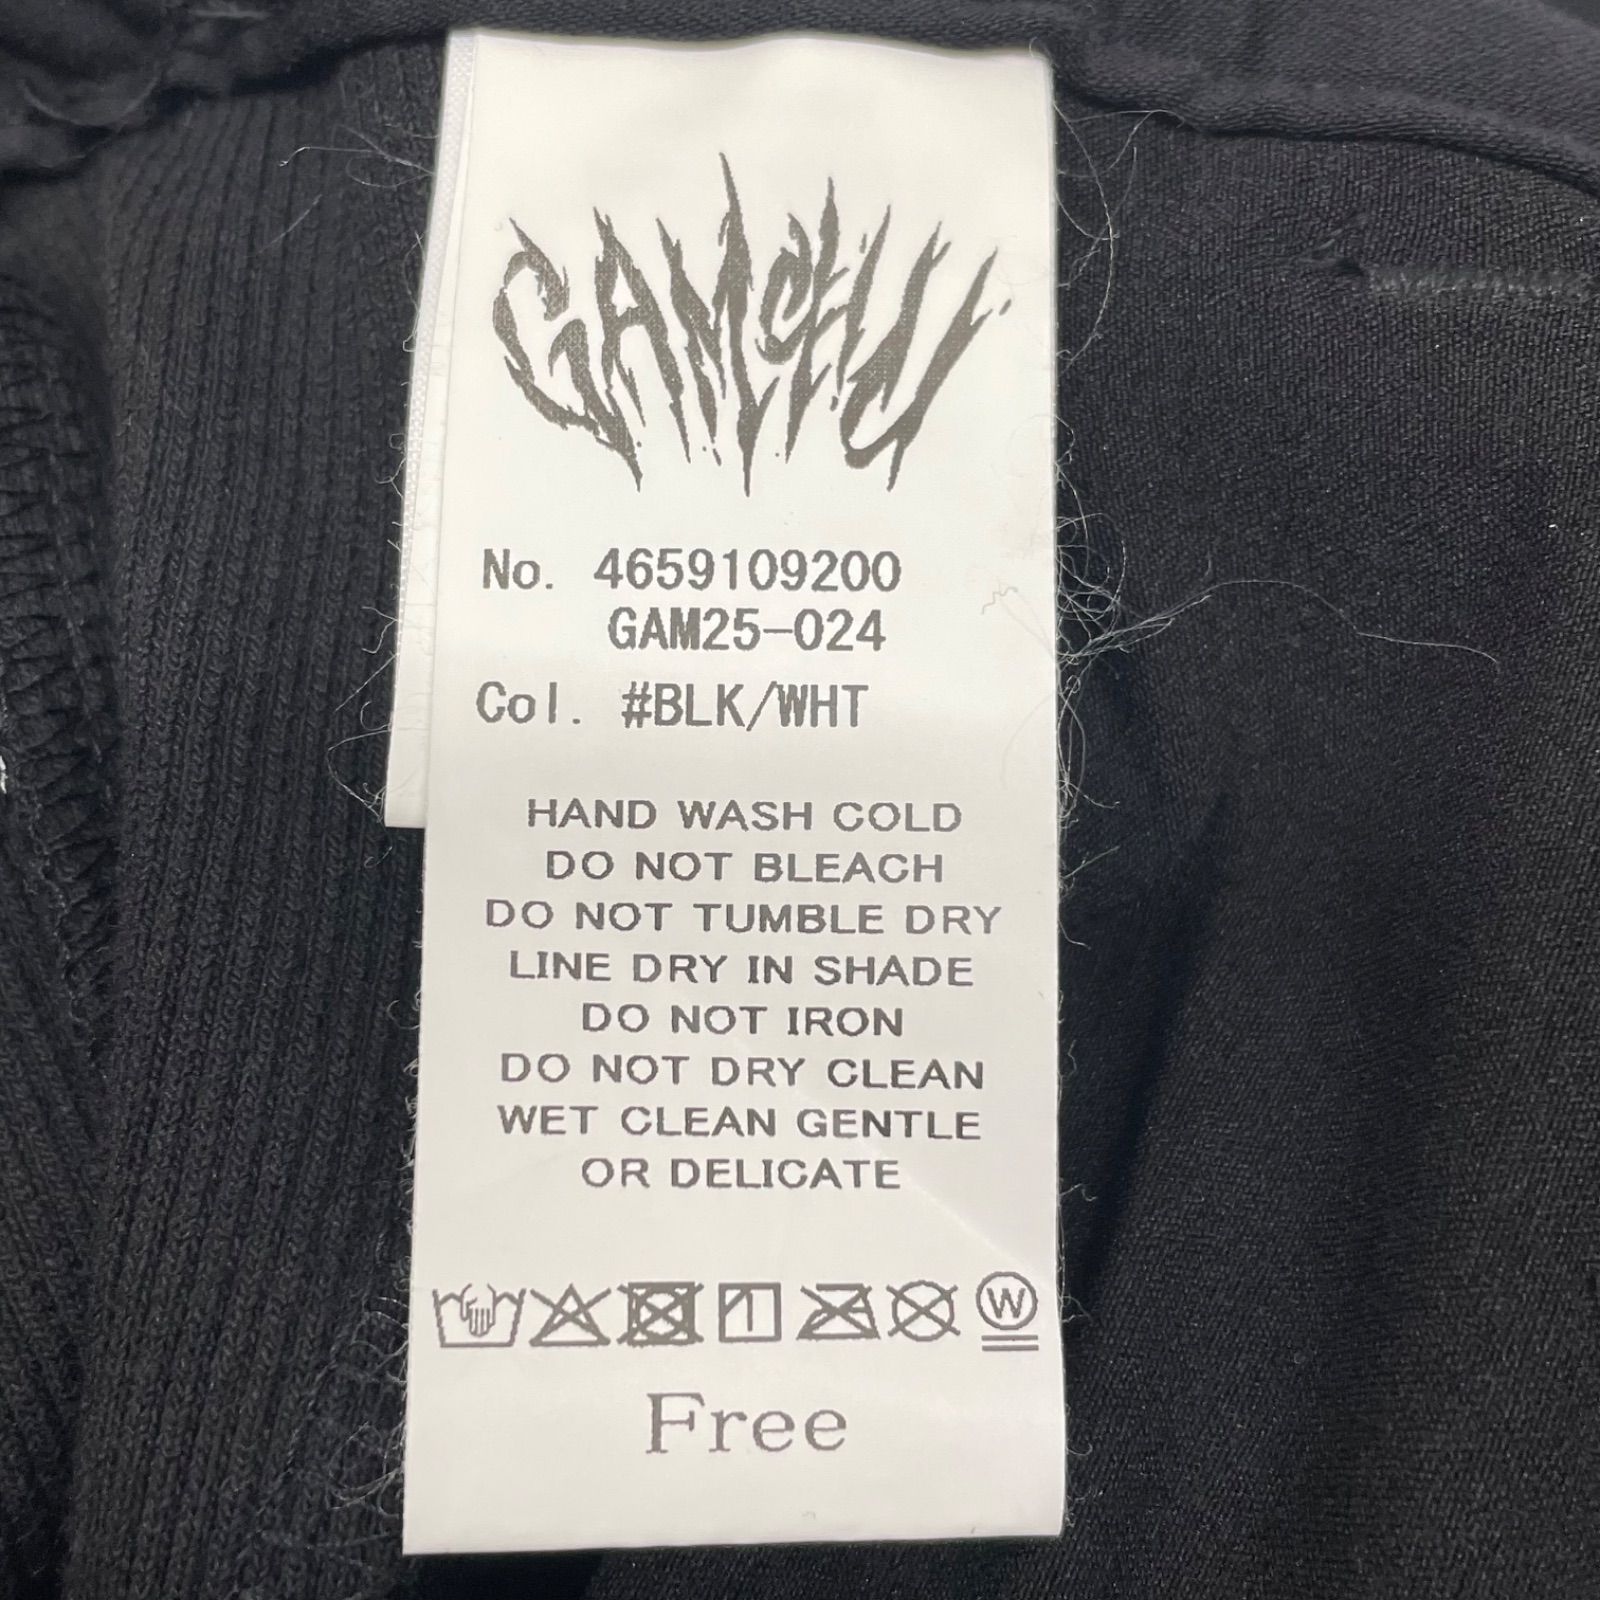 GAMCHU
No. 4659109200
GAM25-024
Col. #BLK/WHT
HAND WASH COLD
DO NOT BLEACH
DO NOT TUMBLE DRY
LINE DRY IN SHADE
DO NOT IRON
DO NOT DRY CLEAN
WET CLEAN GENTLE
OR DELICATE
W
Free